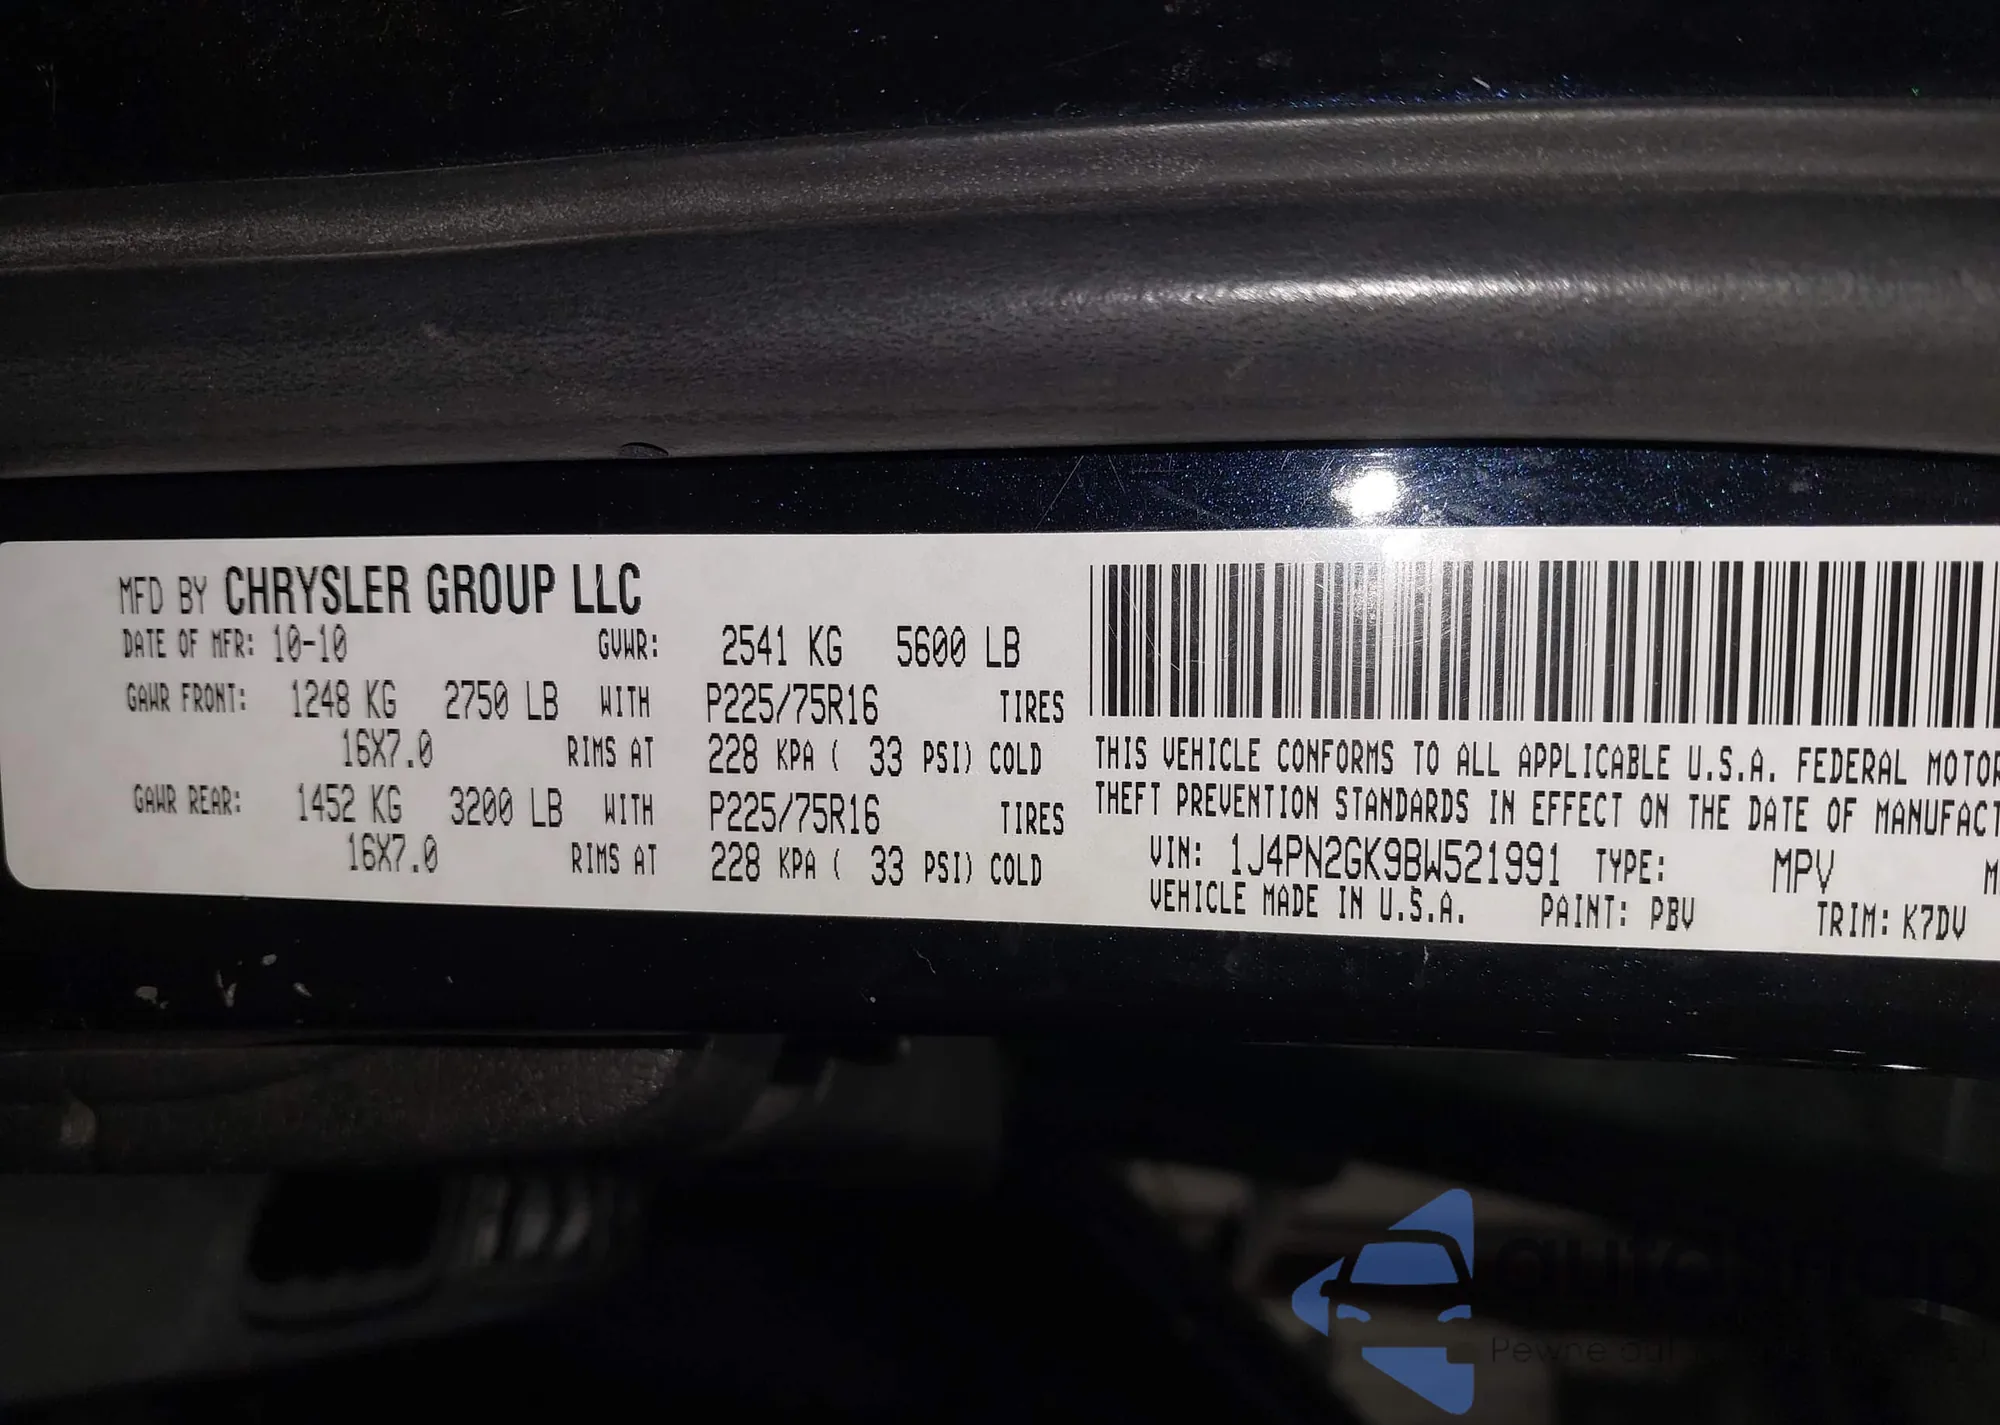 MFD BY CHRYSLER GROUP LLC
DATE OF MFR: 10-10 GVWR: 2541 KG 5600 LB
GAWR FRONT: 1248 KG 2750 LB WITH P225/75R16 TIRES
16X7.0 RIMS AT 228 KPA ( 33 PSI) COLD
GAWR REAR: 1452 KG 3200 LB WITH P225/75R16 TIRES
16X7.0 RIMS AT 228 KPA ( 33 PSI) COLD
THIS VEHICLE CONFORMS TO ALL APPLICABLE U.S.A. FEDERAL MOTOR
THEFT PREVENTION STANDARDS IN EFFECT ON THE DATE OF MANUFACT
VIN: 1J4PN2GK9BW521991 TYPE: MPV M
VEHICLE MADE IN U.S.A. PAINT: PBV TRIM: K7DV
Pewne